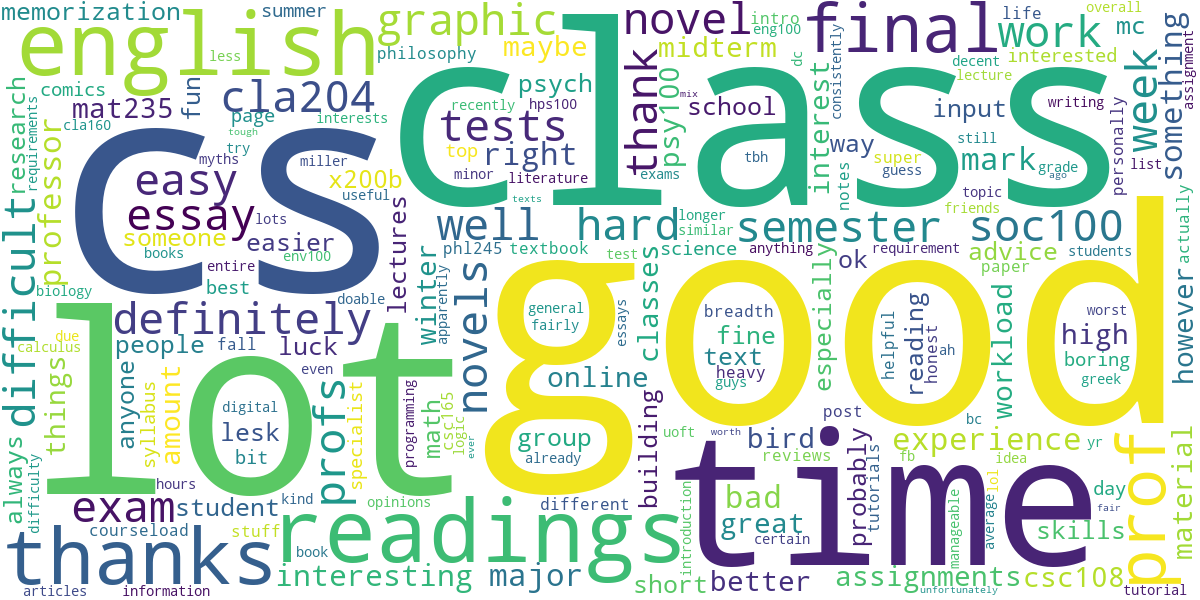 memorization
summer
graphic
novel
intro
eng100
final
life
work
overall
mc
something
assignment
english
less
philosophy
maybe
midterm
dc
interested
decent
lecture
comics
mat235
fun
cla204
page
psych
thank
psy100
school
class
consistently
input
writing
week
cla160
requirements
research
interests
recently
hps100
mix
tests
interest
tough
try
cs
myths
miller
top
right
tbh
way
super
guess
still
mark
grade
personally
list
professor
easy
x200b
useful
minor
literature
exams
notes
topic
ago
essay
lots
texts
friends
difficult
someone
books
easier
lectures
well
hard
longer
similar
semester
soc100
actually
entire
env100
phl245
textbook
test
science
anything
especially
ok
requirement
advice
paper
students
however
biology
best
doable
winter
apparently
novels
classes
lot
good
definitely
general
fairly
essays
breadth
fine
text
heavy
guys
helpful
reading
honest
ah
workload
worst
high
boring
greek
due
calculus
things
people
fall
luck
even
online
building
anyone
syllabus
amount
digital
lesk
bit
specialist
profs
programming
math
csc165
logic
ever
group
already
uoft
worth
bird
post
bc
probably
tutorials
experience
fb
idea
yr
prof
material
always
difficulty
hours
exam
student
kind
opinions
different
introduction
bad
reviews
time
manageable
average
lol
day
fair
courseload
stuff
readings
great
certain
skills
thanks
book
interesting
major
short
better
assignments
csc108
unfortunately
articles
information
tutorial